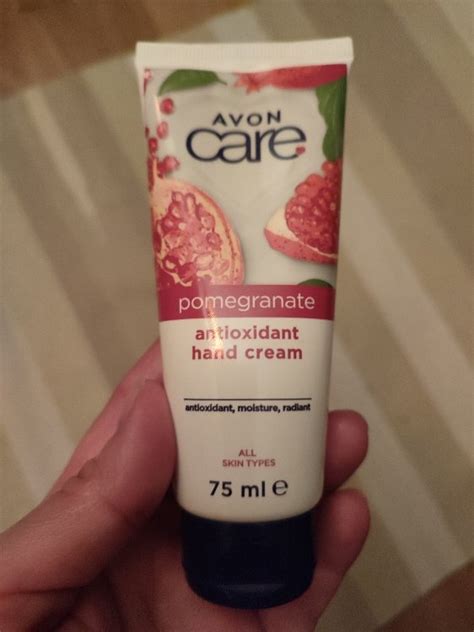 AVON
care
pomegranate
antioxidant
hand cream
antioxidant, moisture, radiant
ALL
SKIN TYPES
75 ml ℮